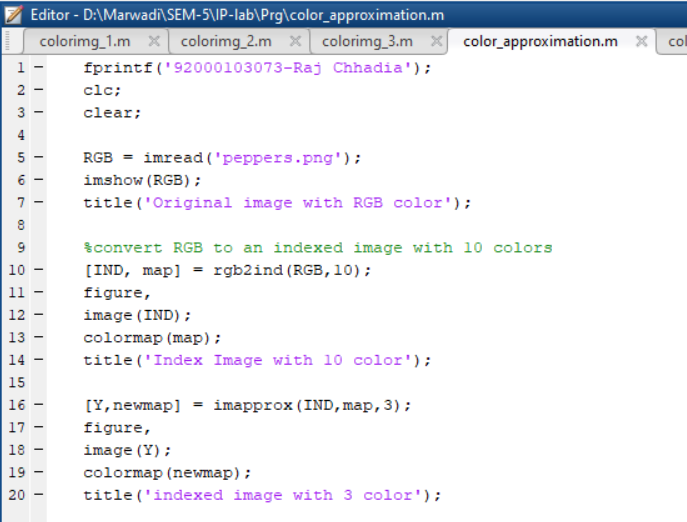 Editor - D:\Marwadi\SEM-5\IP-lab\Prg\color_approximation.m
colorimg_1.m colorimg_2.m colorimg_3.m color_approximation.m col
1 fprintf('92000103073-Raj Chhadia');
2 clc;
3 clear;
4
5 RGB = imread('peppers.png');
6 imshow(RGB);
7 title('Original image with RGB color');
8
9 %convert RGB to an indexed image with 10 colors
10 [IND, map] = rgb2ind(RGB,10);
11 figure,
12 image(IND);
13 colormap(map);
14 title('Index Image with 10 color');
15
16 [Y,newmap] = imapprox(IND,map,3);
17 figure,
18 image(Y);
19 colormap(newmap);
20 title('indexed image with 3 color');